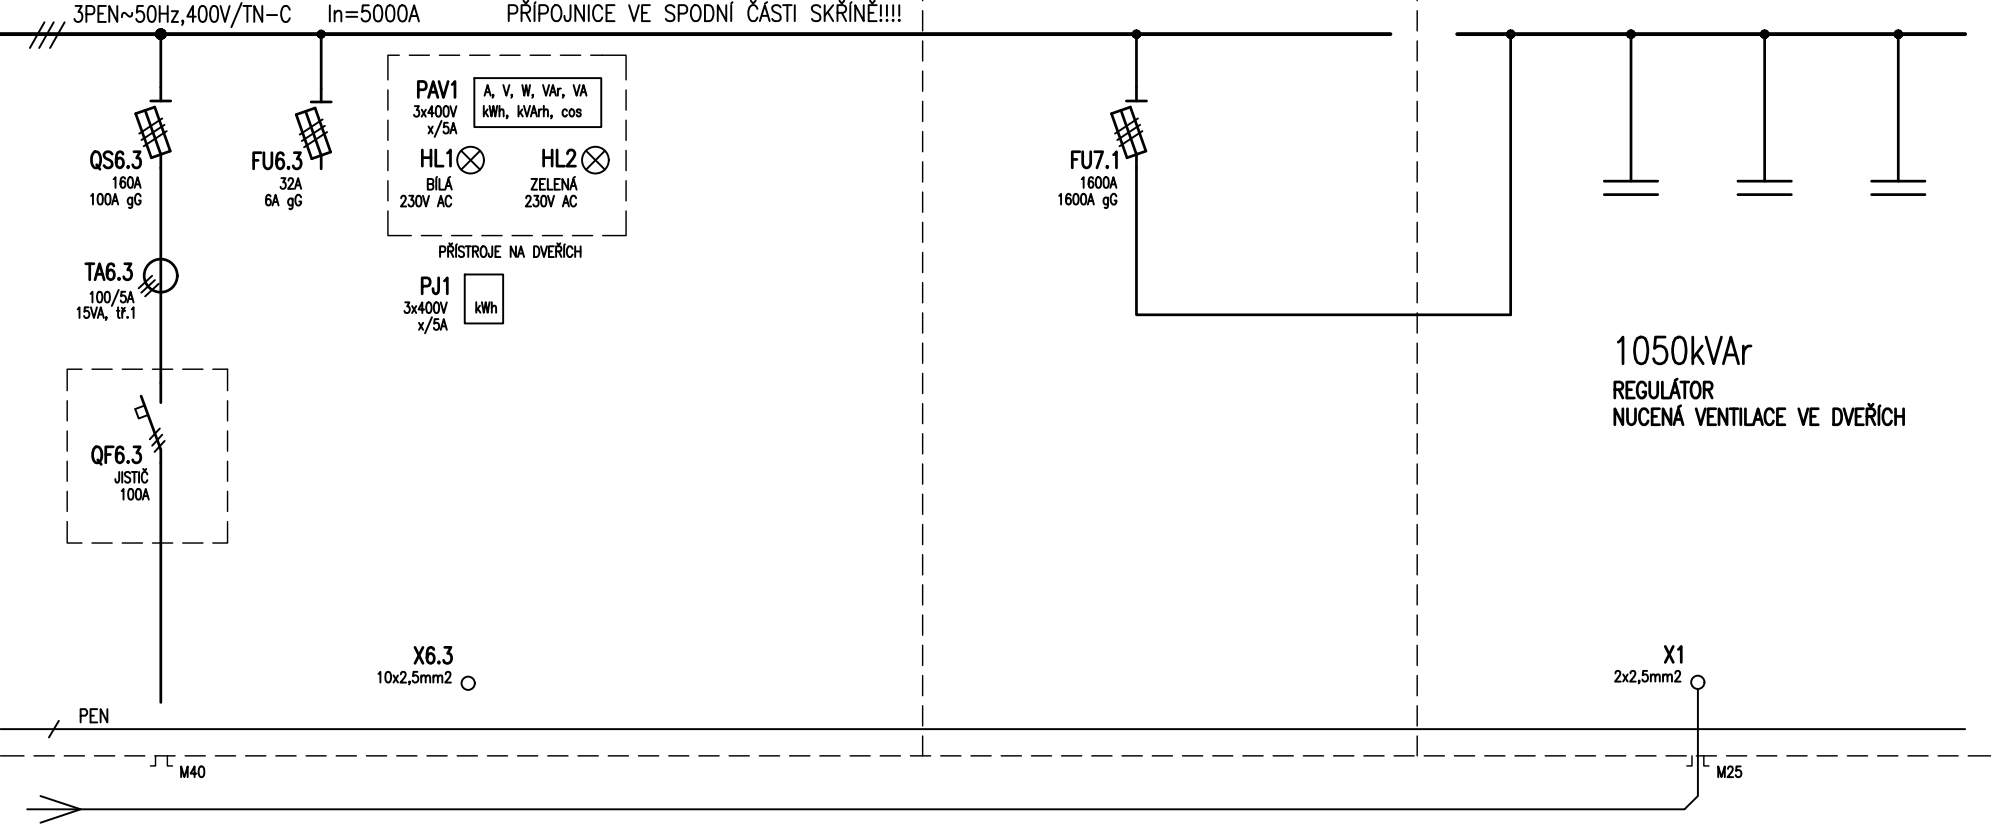 3PEN~50Hz,400V/TN-C In=5000A PŘÍPOJNICE VE SPODNÍ ČÁSTI SKŘÍNĚ!!!!
QS6.3
160A
100A gG
FU6.3
32A
6A gG
PAV1
3x400V
x/5A
A, V, W, VAr, VA
kWh, kVArh, cos
HL1
BÍLÁ
230V AC
HL2
ZELENÁ
230V AC
PŘÍSTROJE NA DVEŘÍCH
PJ1
3x400V
x/5A
kWh
TA6.3
100/5A
15VA, tř.1
QF6.3
JISTIČ
100A
FU7.1
1600A
1600A gG
1050kVAr
REGULÁTOR
NUCENÁ VENTILACE VE DVEŘÍCH
X6.3
10x2,5mm2
X1
2x2,5mm2
PEN
M40
M25